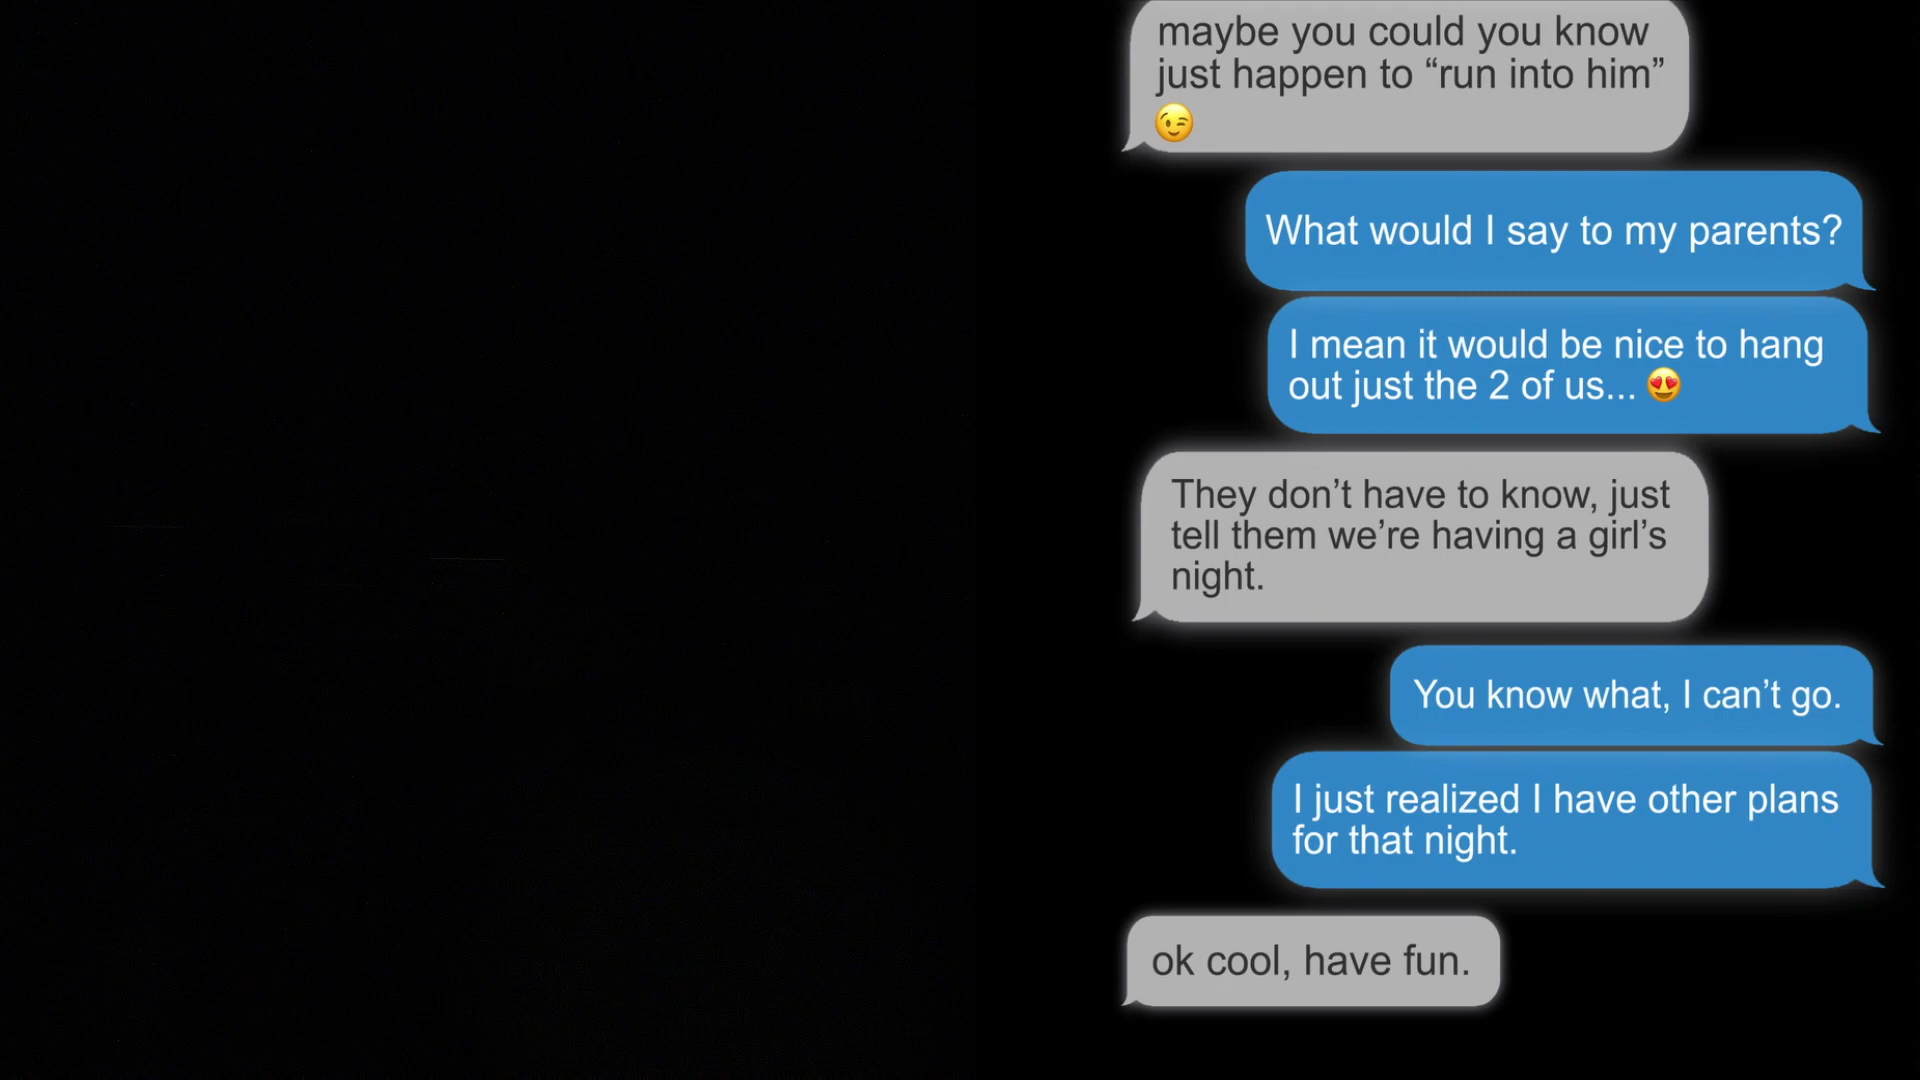 maybe you could you know
just happen to “run into him”
😉
What would I say to my parents?
I mean it would be nice to hang
out just the 2 of us... 😍
They don’t have to know, just
tell them we’re having a girl’s
night.
You know what, I can’t go.
I just realized I have other plans
for that night.
ok cool, have fun.